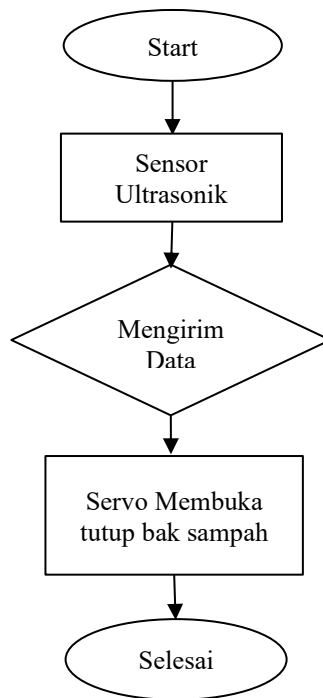 Start
Sensor
Ultrasonik
Mengirim
Data
Servo Membuka
tutup bak sampah
Selesai